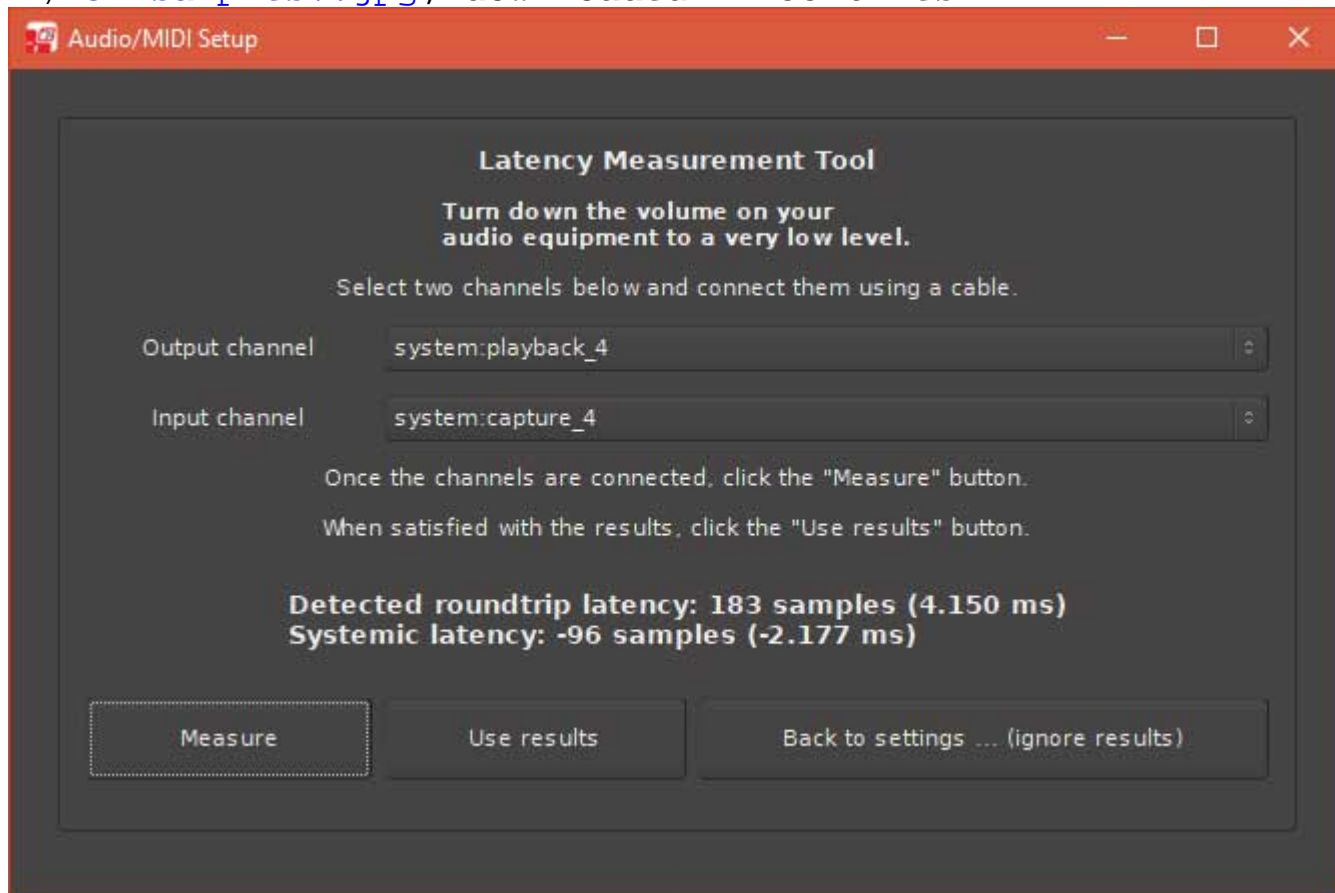 Audio/MIDI Setup
Latency Measurement Tool
Turn down the volume on your
audio equipment to a very low level.
Select two channels below and connect them using a cable.
Output channel system:playback_4
Input channel system:capture_4
Once the channels are connected, click the "Measure" button.
When satisfied with the results, click the "Use results" button.
Detected roundtrip latency: 183 samples (4.150 ms)
Systemic latency: -96 samples (-2.177 ms)
Measure Use results Back to settings ... (ignore results)